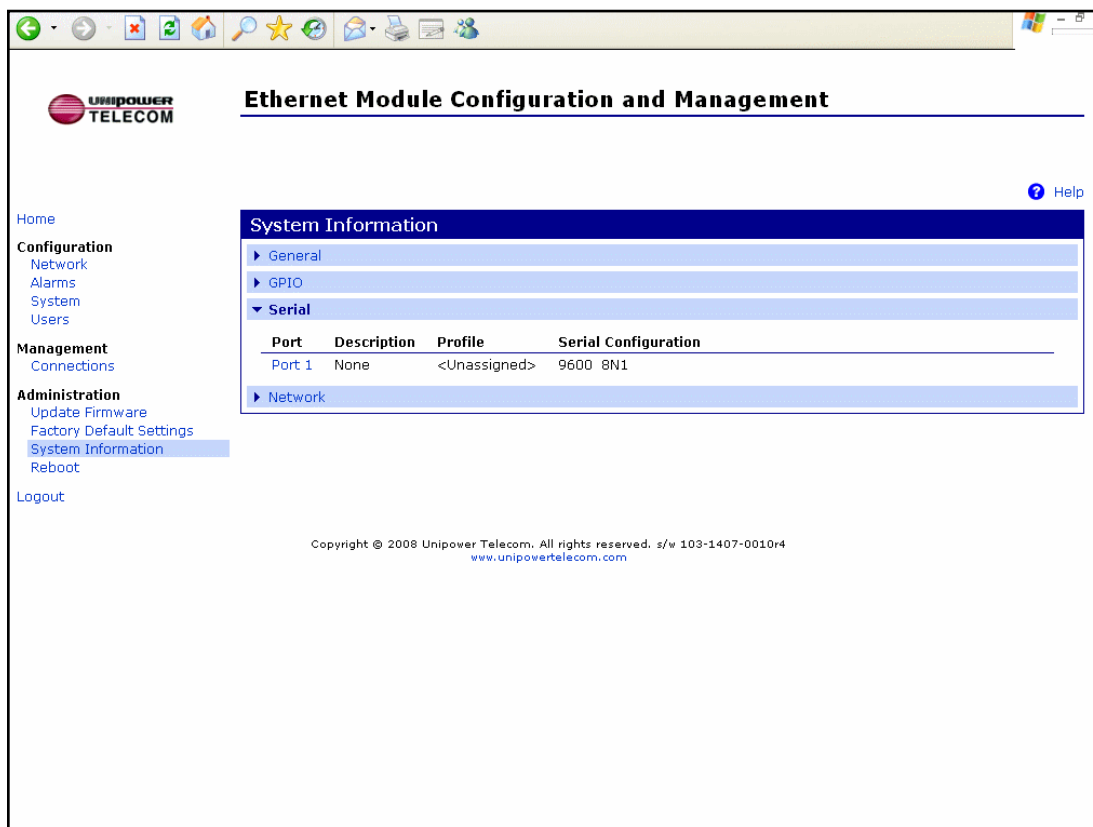 UNIPOWER
TELECOM
Ethernet Module Configuration and Management
Help
Home
Configuration
Network
Alarms
System
Users
Management
Connections
Administration
Update Firmware
Factory Default Settings
System Information
Reboot
Logout
System Information
General
GPIO
Serial
Port Description Profile Serial Configuration
Port 1 None <Unassigned> 9600 8N1
Network
Copyright © 2008 Unipower Telecom. All rights reserved. s/w 103-1407-0010r4
www.unipowertelecom.com